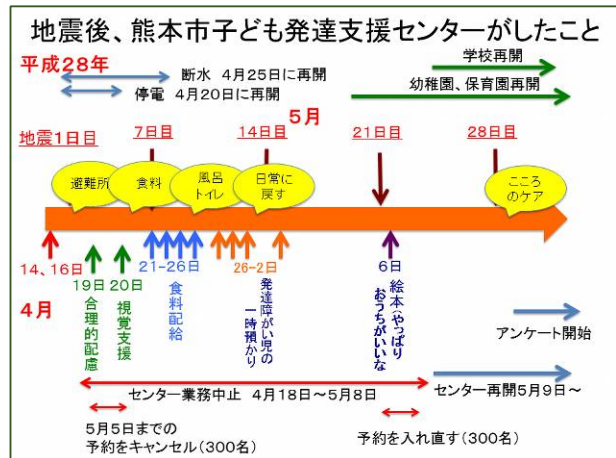 地震後、熊本市子ども発達支援センターがしたこと
平成28年
学校再開
断水 4月25日に再開
幼稚園、保育園再開
停電 4月20日に再開
5月
地震1日目
7日目
14日目
21日目
28日目
避難所
食料
風呂
トイレ
日常に
戻す
こころ
のケア
14、16日
4月
19日
合理的配慮
20日
視覚支援
21-26日
食料配給
26-2日
発達障がい児の
一時預かり
6日
絵本(やっぱり
おうちがいいな
アンケート開始
センター業務中止 4月18日～5月8日
センター再開5月9日～
5月5日までの
予約をキャンセル(300名)
予約を入れ直す(300名)